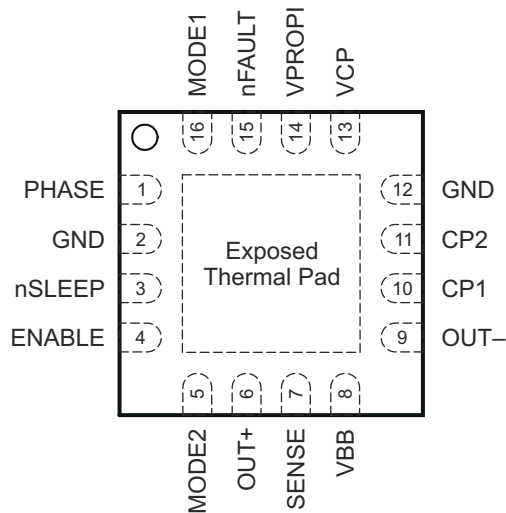 MODE1
nFAULT
VPROPI
VCP
16
15
14
13
PHASE 1
12 GND
GND 2
11 CP2
nSLEEP 3
10 CP1
ENABLE 4
9 OUT–
Exposed
Thermal Pad
5
6
7
8
MODE2
OUT+
SENSE
VBB